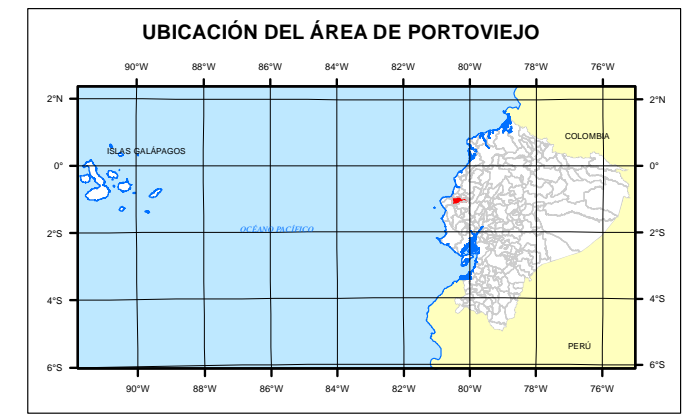 UBICACIÓN DEL ÁREA DE PORTOVIEJO
90°W 88°W 86°W 84°W 82°W 80°W 78°W 76°W
2°N 2°N
COLOMBIA
ISLAS GALÁPAGOS
0° 0°
OCÉANO PACÍFICO
2°S 2°S
4°S 4°S
PERÚ
6°S 6°S
90°W 88°W 86°W 84°W 82°W 80°W 78°W 76°W